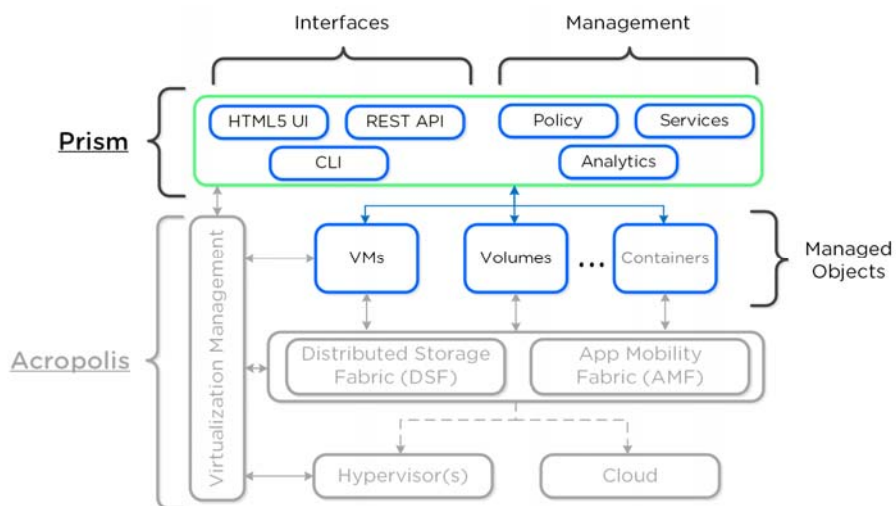 Interfaces
Management
Prism
HTML5 UI
REST API
Policy
Services
CLI
Analytics
Acropolis
Virtualization Management
VMs
Volumes
...
Containers
Managed
Objects
Distributed Storage
Fabric (DSF)
App Mobility
Fabric (AMF)
Hypervisor(s)
Cloud